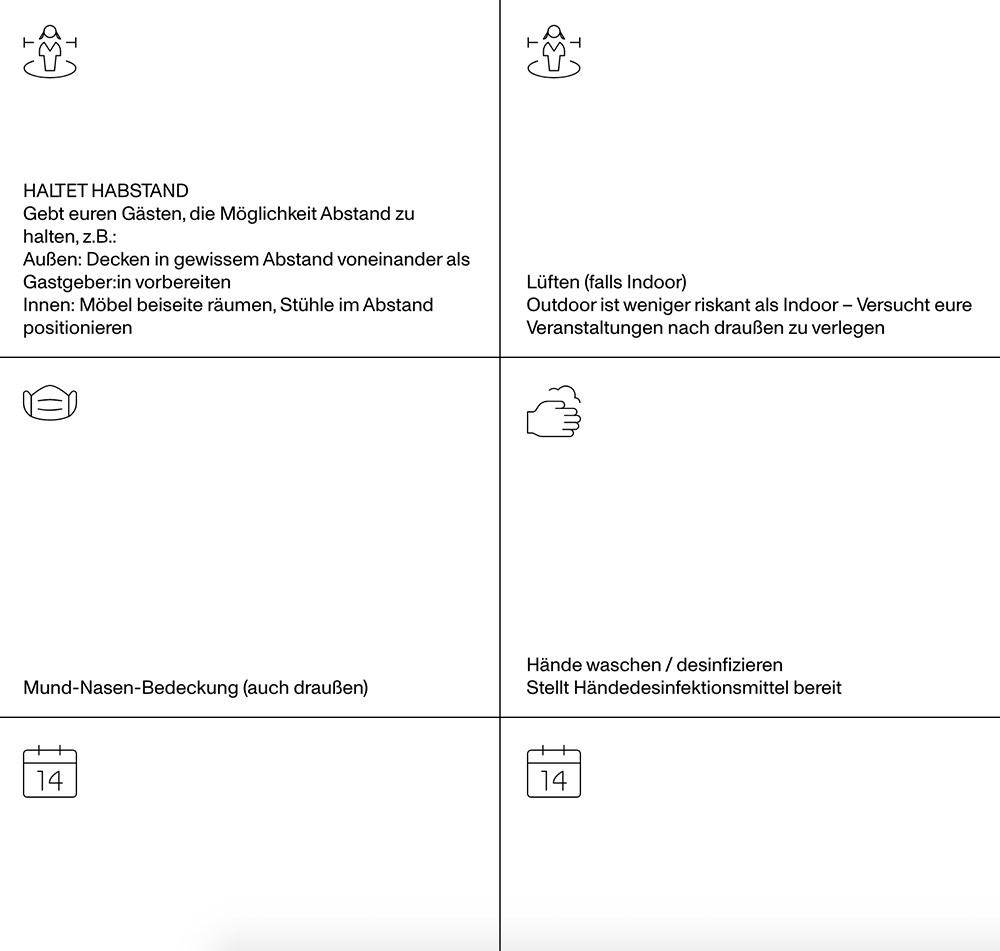 HALTET HABSTAND
Gebt euren Gästen, die Möglichkeit Abstand zu
halten, z.B.:
Außen: Decken in gewissem Abstand voneinander als
Gastgeber:in vorbereiten
Innen: Möbel beiseite räumen, Stühle im Abstand
positionieren
Lüften (falls Indoor)
Outdoor ist weniger riskant als Indoor – Versucht eure
Veranstaltungen nach draußen zu verlegen
Mund-Nasen-Bedeckung (auch draußen)
Hände waschen / desinfizieren
Stellt Händedesinfektionsmittel bereit
14
14